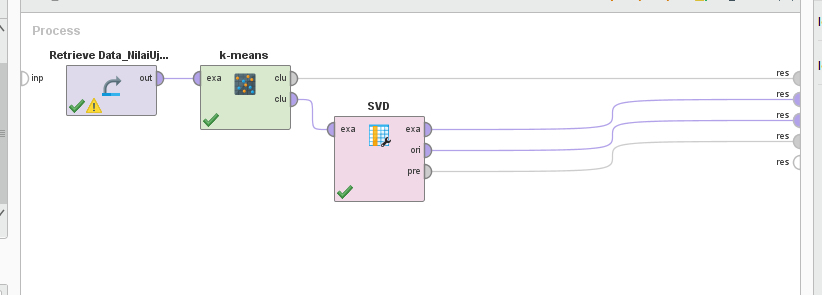 Process
Retrieve Data_NilaiUj...
k-means
inp
out
exa
clu
clu
SVD
exa
exa
ori
pre
res
res
res
res
res